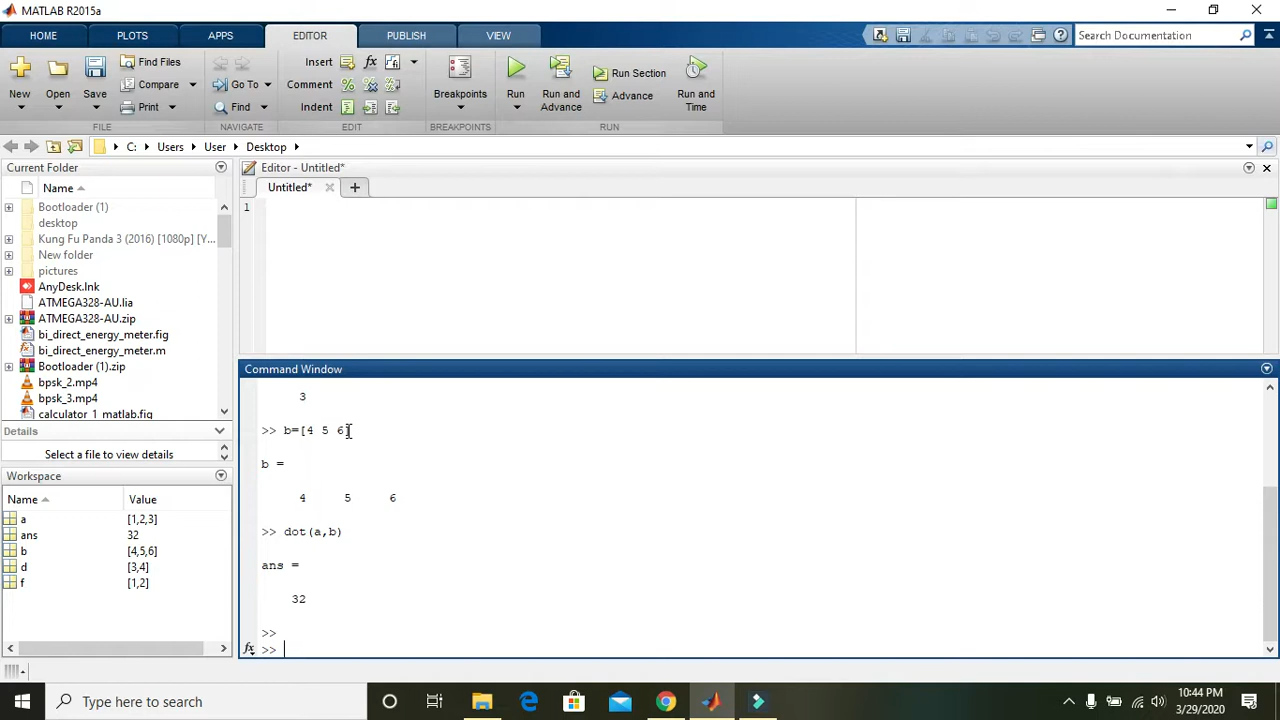 MATLAB R2015a
HOME PLOTS APPS EDITOR PUBLISH VIEW
Search Documentation
New Open Save Find Files Compare Print
Go To Find
Insert Comment Indent
Breakpoints
Run Run and Advance Run Section Advance Run and Time
FILE NAVIGATE EDIT BREAKPOINTS RUN
C: Users User Desktop
Current Folder
Name
Bootloader (1)
desktop
Kung Fu Panda 3 (2016) [1080p] [Y...
New folder
pictures
AnyDesk.lnk
ATMEGA328-AU.lia
ATMEGA328-AU.zip
bi_direct_energy_meter.fig
bi_direct_energy_meter.m
Bootloader (1).zip
bpsk_2.mp4
bpsk_3.mp4
calculator_1_matlab.fig
Details
Select a file to view details
Workspace
Name Value
a [1,2,3]
ans 32
b [4,5,6]
d [3,4]
f [1,2]
Editor - Untitled*
Untitled*
1
Command Window
3
>> b=[4 5 6]
b =
4 5 6
>> dot(a,b)
ans =
32
>>
fx >>
Type here to search
10:44 PM
3/29/2020